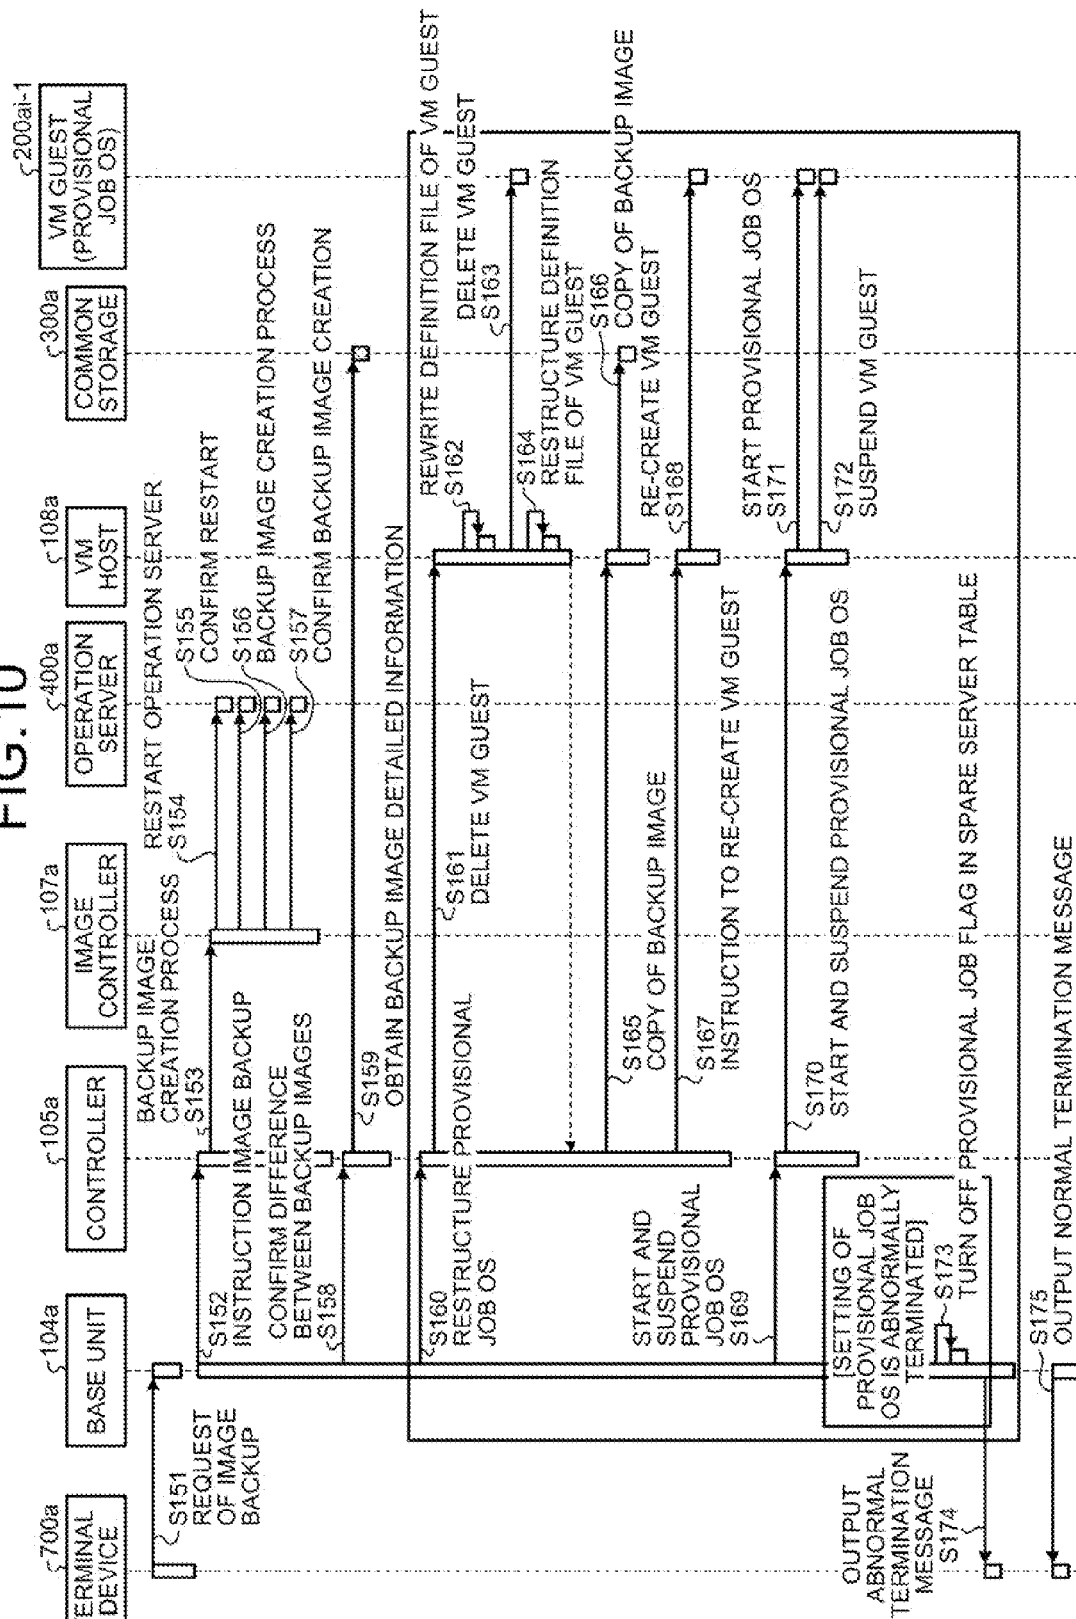 FIG.10
700a
TERMINAL
DEVICE
104a
BASE UNIT
105a
CONTROLLER
107a
IMAGE
CONTROLLER
400a
OPERATION
SERVER
108a
VM
HOST
300a
COMMON
STORAGE
200ai-1
VM GUEST
(PROVISIONAL
JOB OS)
S151
REQUEST
OF IMAGE
BACKUP
S152
INSTRUCTION IMAGE BACKUP
BACKUP IMAGE
CREATION PROCESS
S153
RESTART OPERATION SERVER
S154
S155
CONFIRM RESTART
S156
BACKUP IMAGE CREATION PROCESS
S157
CONFIRM BACKUP IMAGE CREATION
CONFIRM DIFFERENCE
BETWEEN BACKUP IMAGES
S158
S159
OBTAIN BACKUP IMAGE DETAILED INFORMATION
S160
RESTRUCTURE PROVISIONAL
JOB OS
S161
DELETE VM GUEST
REWRITE DEFINITION FILE OF VM GUEST
S162
DELETE VM GUEST
S163
S164
RESTRUCTURE DEFINITION
FILE OF VM GUEST
S165
COPY OF BACKUP IMAGE
S166
COPY OF BACKUP IMAGE
S167
INSTRUCTION TO RE-CREATE VM GUEST
RE-CREATE VM GUEST
S168
START AND
SUSPEND
PROVISIONAL
JOB OS
S169
S170
START AND SUSPEND PROVISIONAL JOB OS
START PROVISIONAL JOB OS
S171
S172
SUSPEND VM GUEST
[SETTING OF
PROVISIONAL JOB
OS IS ABNORMALLY
TERMINATED]
S173
TURN OFF PROVISIONAL JOB FLAG IN SPARE SERVER TABLE
OUTPUT
ABNORMAL
TERMINATION
MESSAGE
S174
S175
OUTPUT NORMAL TERMINATION MESSAGE